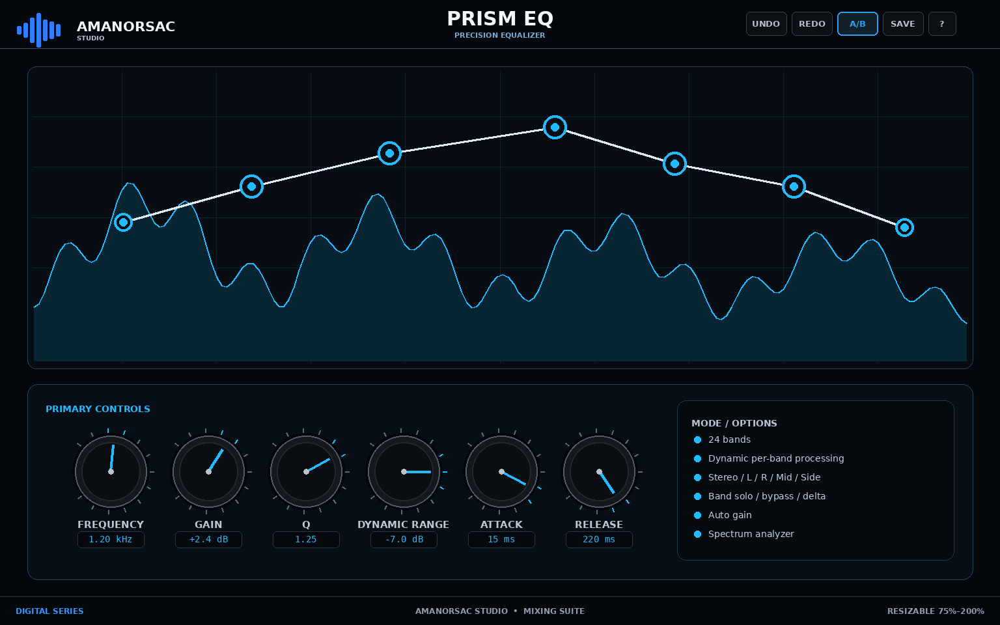 AMANORSAC
STUDIO
PRISM EQ
PRECISION EQUALIZER
UNDO
REDO
A/B
SAVE
?
PRIMARY CONTROLS
FREQUENCY
1.20 kHz
GAIN
+2.4 dB
Q
1.25
DYNAMIC RANGE
-7.0 dB
ATTACK
15 ms
RELEASE
220 ms
MODE / OPTIONS
24 bands
Dynamic per-band processing
Stereo / L / R / Mid / Side
Band solo / bypass / delta
Auto gain
Spectrum analyzer
DIGITAL SERIES
AMANORSAC STUDIO • MIXING SUITE
RESIZABLE 75%–200%